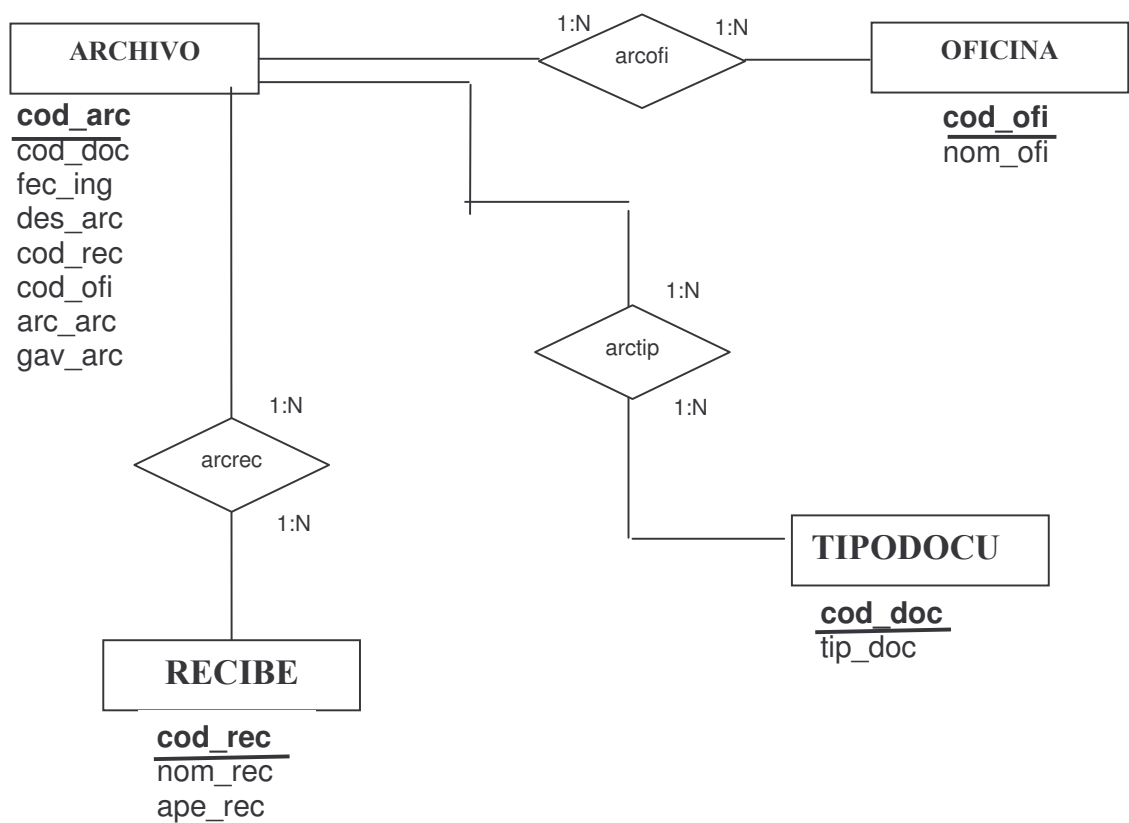 ARCHIVO
cod_arc
cod_doc
fec_ing
des_arc
cod_rec
cod_ofi
arc_arc
gav_arc
1:N
arcofi
1:N
OFICINA
cod_ofi
nom_ofi
1:N
arctip
1:N
TIPODOCU
cod_doc
tip_doc
1:N
arcrec
1:N
RECIBE
cod_rec
nom_rec
ape_rec